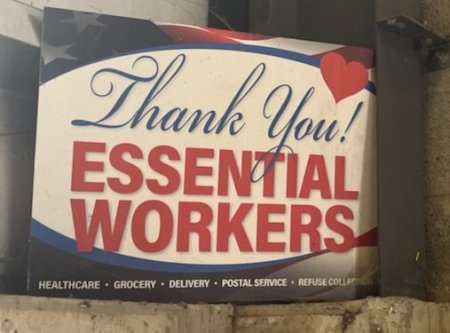 Thank You!
ESSENTIAL
WORKERS
HEALTHCARE • GROCERY • DELIVERY • POSTAL SERVICE • REFUSE